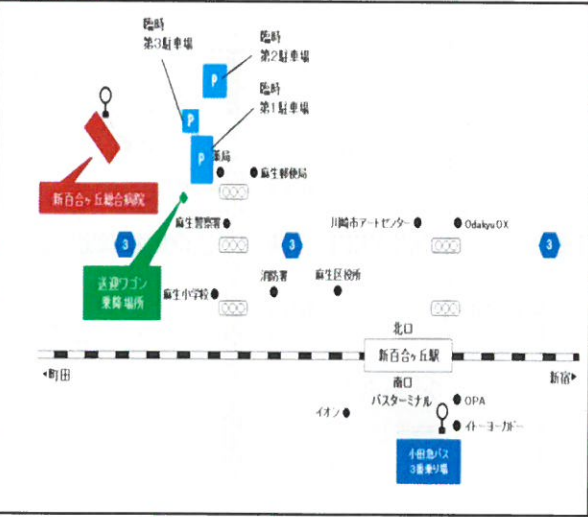 臨時
第3駐車場
臨時
第2駐車場
臨時
第1駐車場
P
P
P
薬局
麻生郵便局
新百合ヶ丘総合病院
麻生警察署
川崎市アートセンター
OdakyuOX
3
3
3
送迎ワゴン
乗降場所
麻生小学校
消防署
麻生区役所
北口
新百合ヶ丘駅
◂町田
新宿▸
南口
バスターミナル
OPA
イオン
イトーヨーカドー
小田急バス
3番乗り場